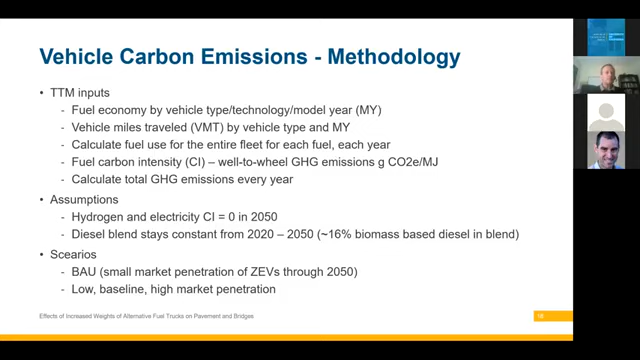 Vehicle Carbon Emissions - Methodology
• TTM inputs
- Fuel economy by vehicle type/technology/model year (MY)
- Vehicle miles traveled (VMT) by vehicle type and MY
- Calculate fuel use for the entire fleet for each fuel, each year
- Fuel carbon intensity (CI) – well-to-wheel GHG emissions g CO2e/MJ
- Calculate total GHG emissions every year
• Assumptions
- Hydrogen and electricity CI = 0 in 2050
- Diesel blend stays constant from 2020 – 2050 (~16% biomass based diesel in blend)
• Scearios
- BAU (small market penetration of ZEVs through 2050)
- Low, baseline, high market penetration
Effects of Increased Weights of Alternative Fuel Trucks on Pavement and Bridges